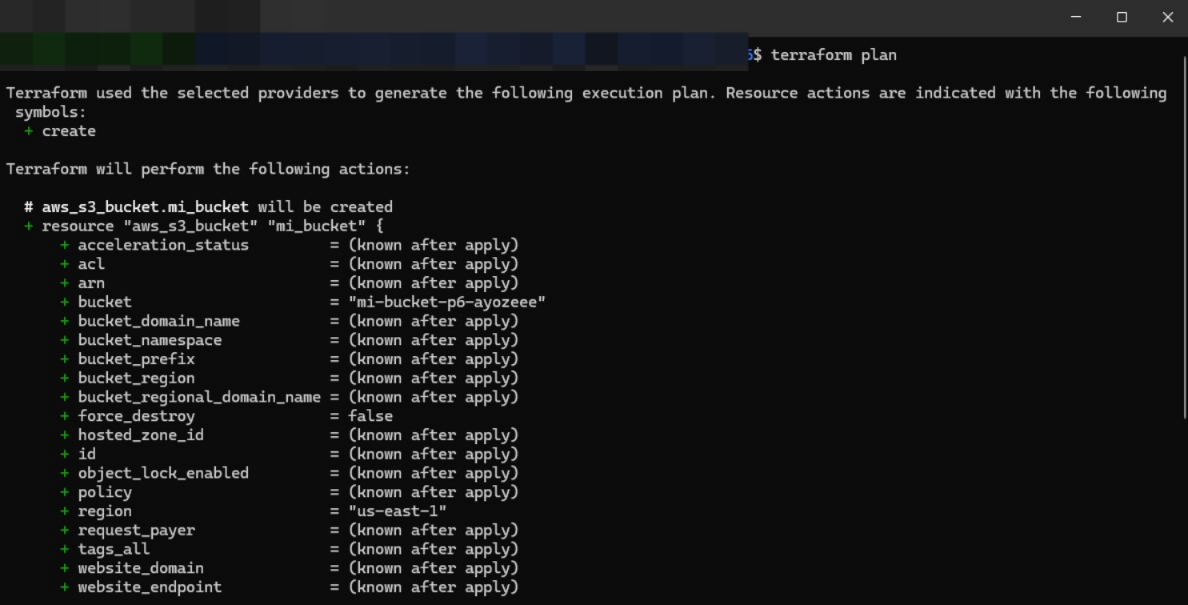 $ terraform plan
Terraform used the selected providers to generate the following execution plan. Resource actions are indicated with the following
symbols:
+ create
Terraform will perform the following actions:
# aws_s3_bucket.mi_bucket will be created
+ resource "aws_s3_bucket" "mi_bucket" {
+ acceleration_status = (known after apply)
+ acl = (known after apply)
+ arn = (known after apply)
+ bucket = "mi-bucket-p6-ayozeee"
+ bucket_domain_name = (known after apply)
+ bucket_namespace = (known after apply)
+ bucket_prefix = (known after apply)
+ bucket_region = (known after apply)
+ bucket_regional_domain_name = (known after apply)
+ force_destroy = false
+ hosted_zone_id = (known after apply)
+ id = (known after apply)
+ object_lock_enabled = (known after apply)
+ policy = (known after apply)
+ region = "us-east-1"
+ request_payer = (known after apply)
+ tags_all = (known after apply)
+ website_domain = (known after apply)
+ website_endpoint = (known after apply)